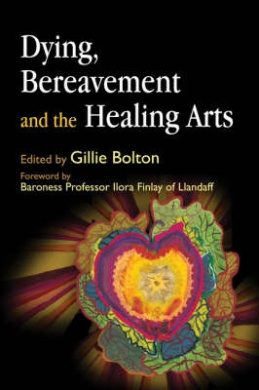 Dying,
Bereavement
and the Healing Arts
Edited by Gillie Bolton
Foreword by
Baroness Professor Ilora Finlay of Llandaff